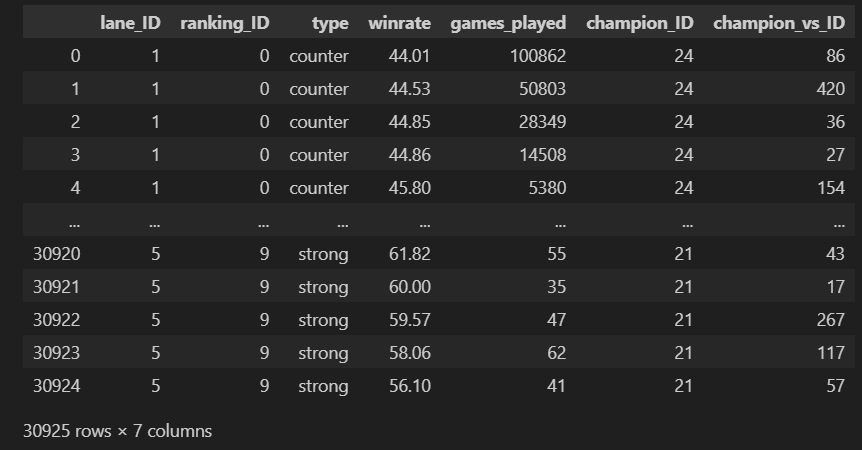 lane_ID ranking_ID type winrate games_played champion_ID champion_vs_ID
0 1 0 counter 44.01 100862 24 86
1 1 0 counter 44.53 50803 24 420
2 1 0 counter 44.85 28349 24 36
3 1 0 counter 44.86 14508 24 27
4 1 0 counter 45.80 5380 24 154
... ... ... ... ... ... ... ...
30920 5 9 strong 61.82 55 21 43
30921 5 9 strong 60.00 35 21 17
30922 5 9 strong 59.57 47 21 267
30923 5 9 strong 58.06 62 21 117
30924 5 9 strong 56.10 41 21 57
30925 rows × 7 columns